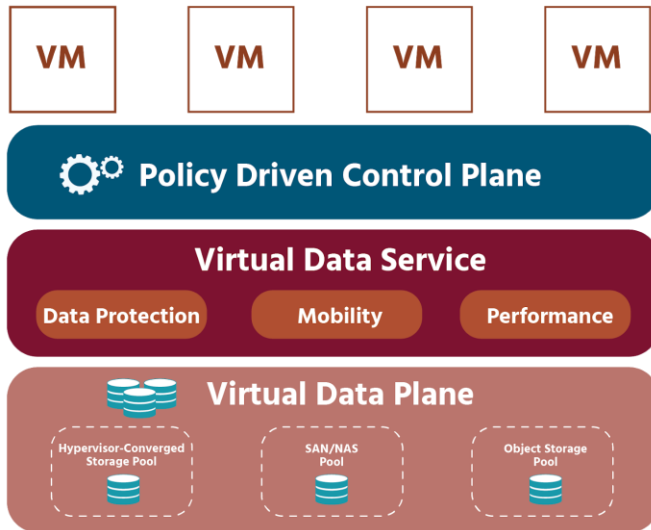 VM
VM
VM
VM
Policy Driven Control Plane
Virtual Data Service
Data Protection
Mobility
Performance
Virtual Data Plane
Hypervisor-Converged
Storage Pool
SAN/NAS
Pool
Object Storage
Pool